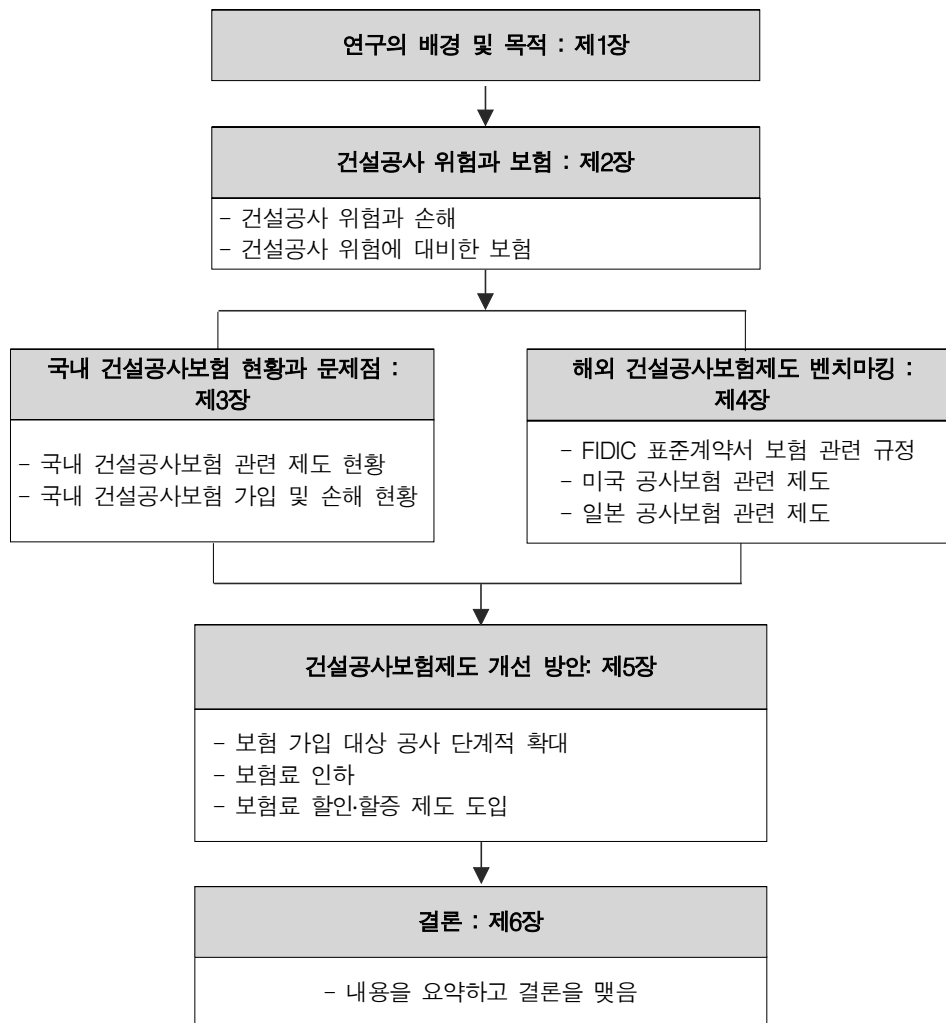 연구의 배경 및 목적 : 제1장
건설공사 위험과 보험 : 제2장
- 건설공사 위험과 손해
- 건설공사 위험에 대비한 보험
국내 건설공사보험 현황과 문제점 :
제3장
- 국내 건설공사보험 관련 제도 현황
- 국내 건설공사보험 가입 및 손해 현황
해외 건설공사보험제도 벤치마킹 :
제4장
- FIDIC 표준계약서 보험 관련 규정
- 미국 공사보험 관련 제도
- 일본 공사보험 관련 제도
건설공사보험제도 개선 방안: 제5장
- 보험 가입 대상 공사 단계적 확대
- 보험료 인하
- 보험료 할인·할증 제도 도입
결론 : 제6장
- 내용을 요약하고 결론을 맺음